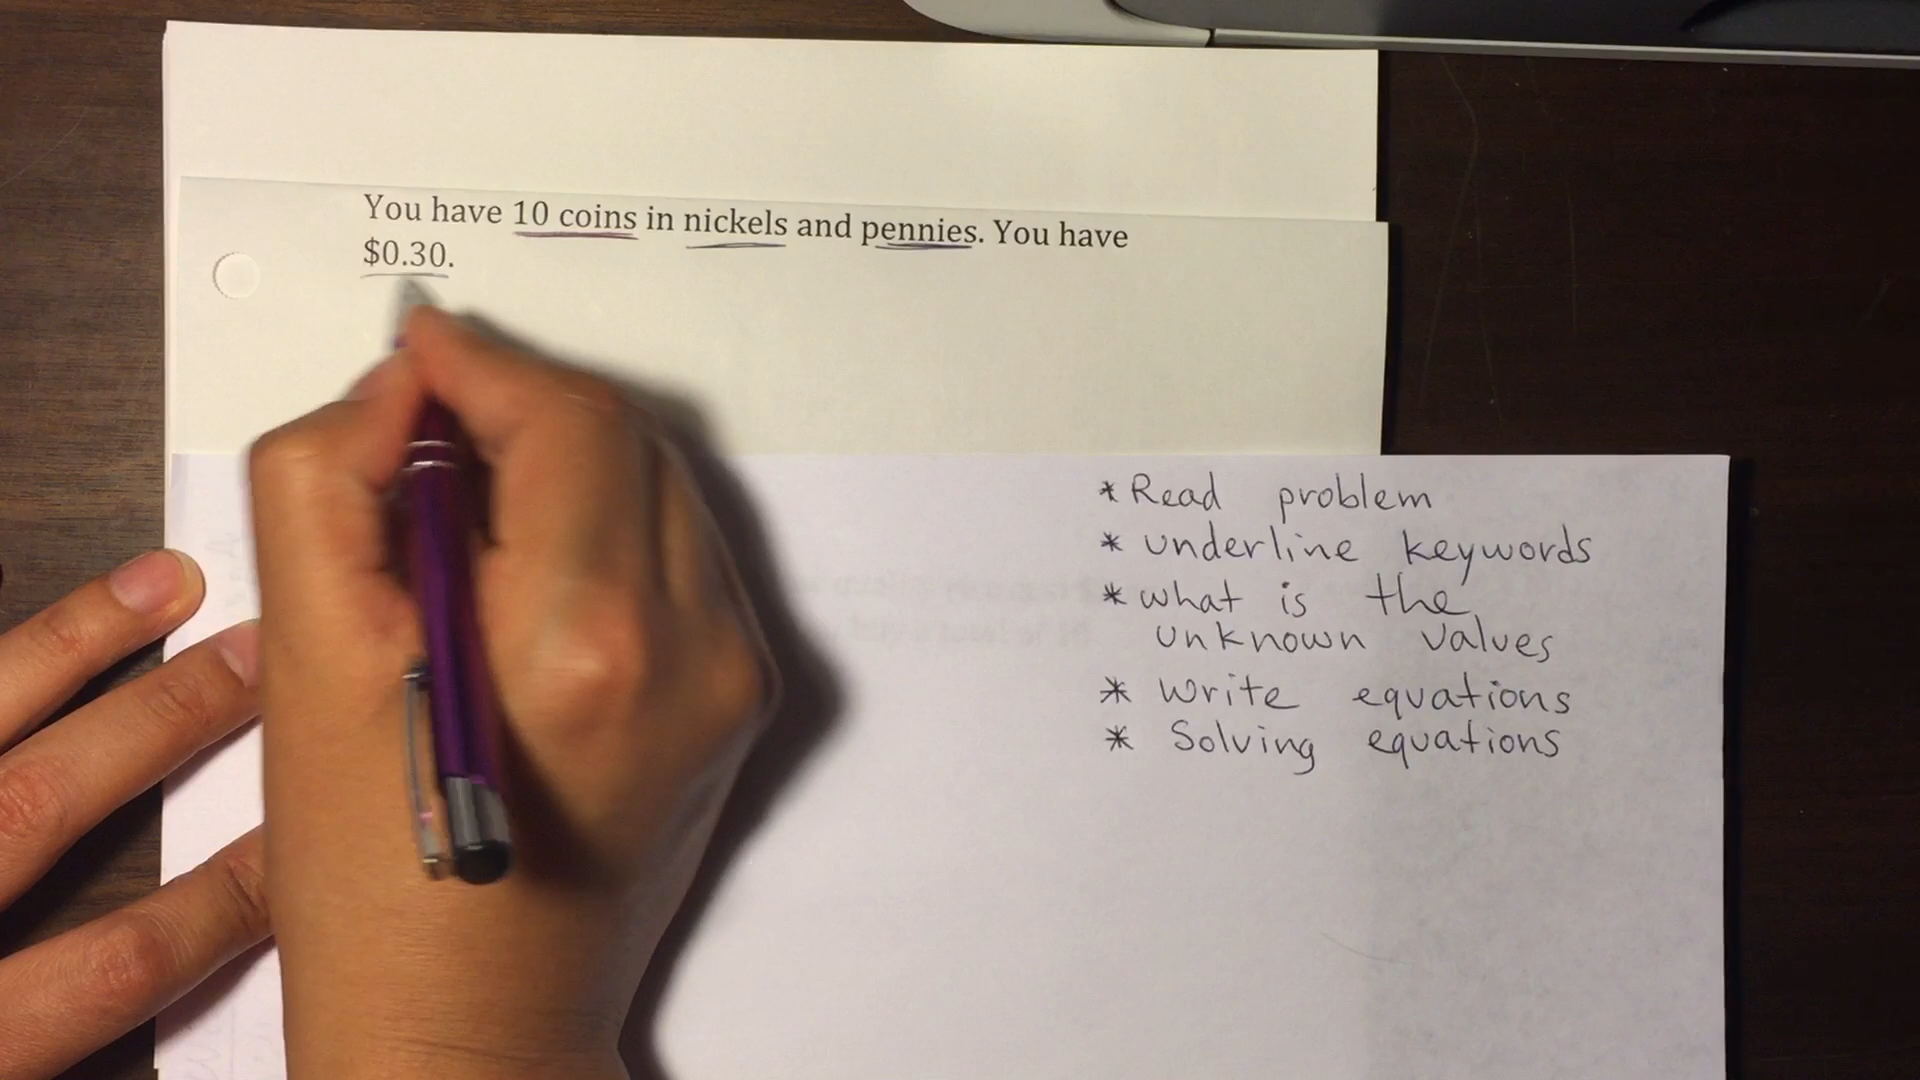 You have 10 coins in nickels and pennies. You have
$0.30.
* Read problem
* underline keywords
* what is the
unknown values
* Write equations
* Solving equations